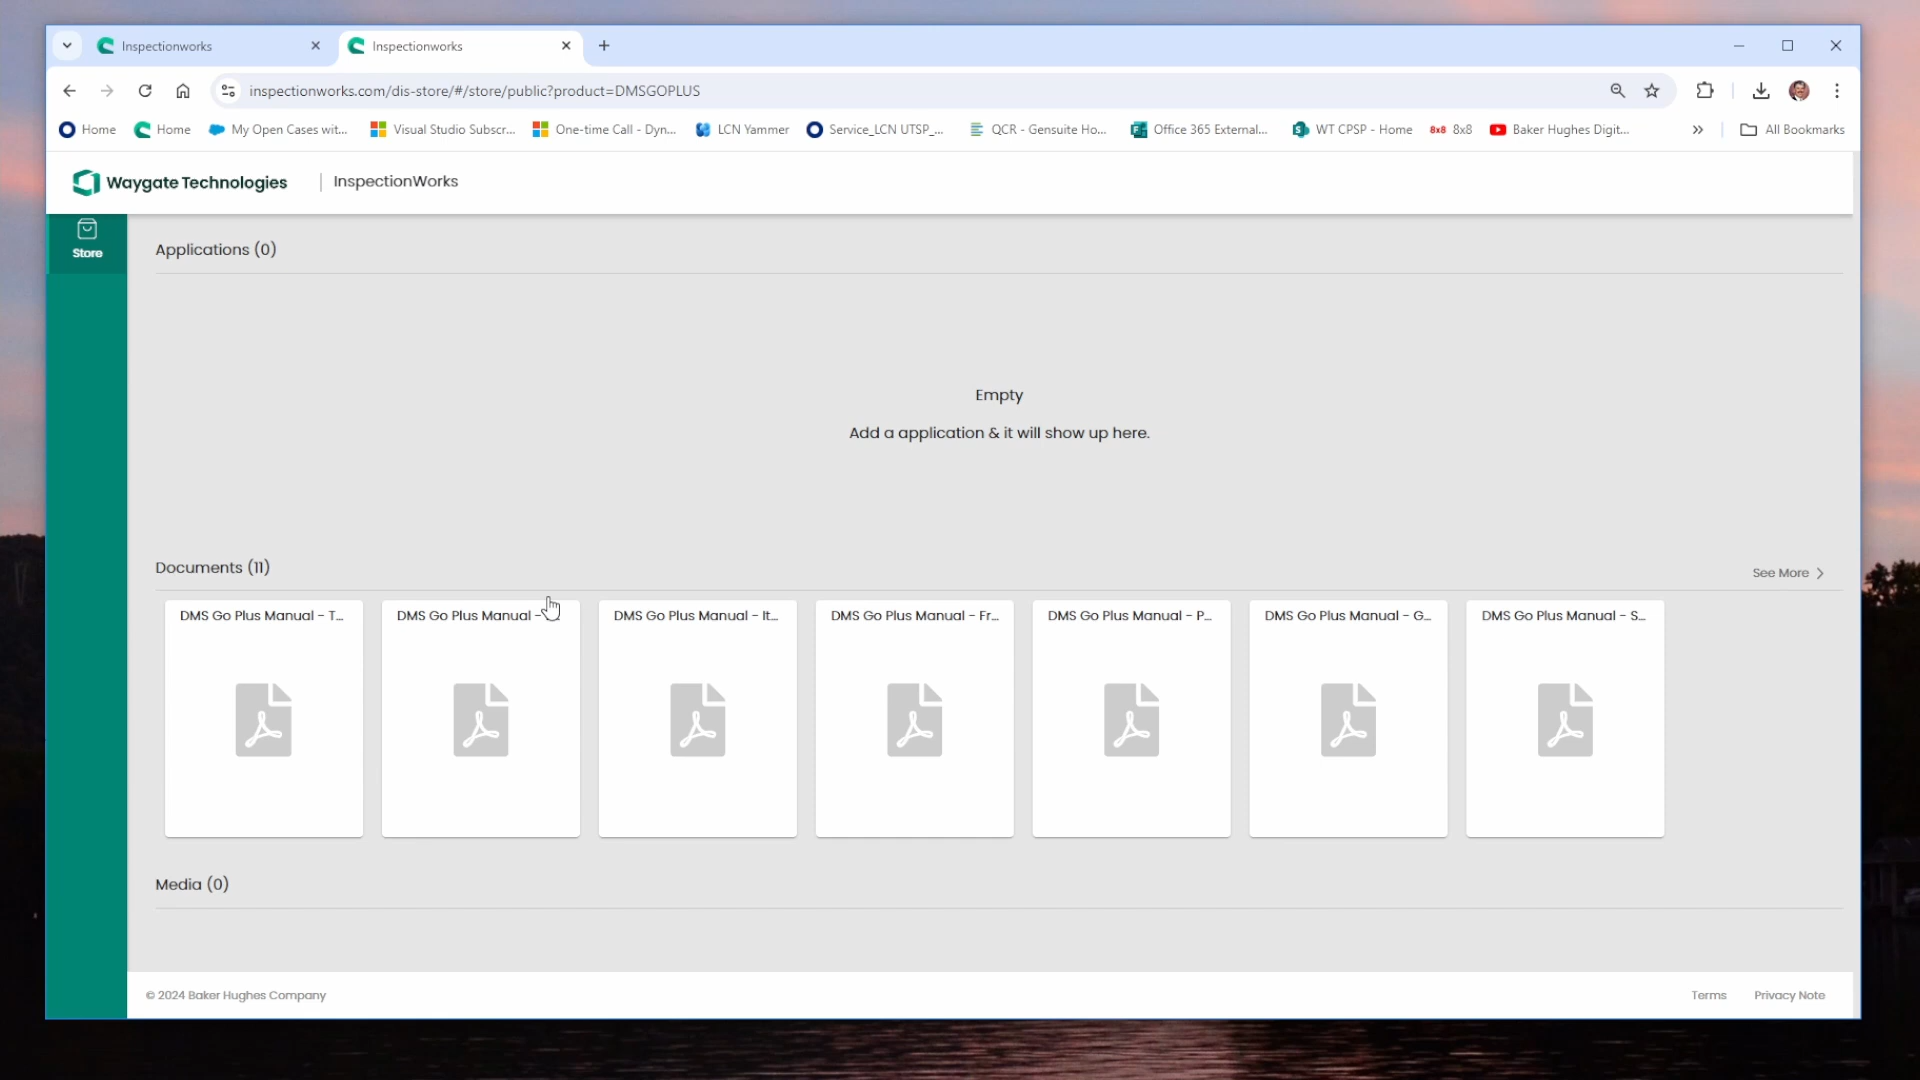 Inspectionworks
Inspectionworks
inspectionworks.com/dis-store/#/store/public?product=DMSGOPLUS
Home
Home
My Open Cases wit...
Visual Studio Subscr...
One-time Call - Dyn...
LCN Yammer
Service_LCN UTSP_...
QCR - Gensuite Ho...
Office 365 External...
WT CPSP - Home
8x8 8x8
Baker Hughes Digit...
»
All Bookmarks
Waygate Technologies
InspectionWorks
Store
Applications (0)
Empty
Add a application & it will show up here.
Documents (11)
See More
DMS Go Plus Manual - T...
DMS Go Plus Manual -
DMS Go Plus Manual - It...
DMS Go Plus Manual - Fr...
DMS Go Plus Manual - P...
DMS Go Plus Manual - G...
DMS Go Plus Manual - S...
Media (0)
© 2024 Baker Hughes Company
Terms
Privacy Note